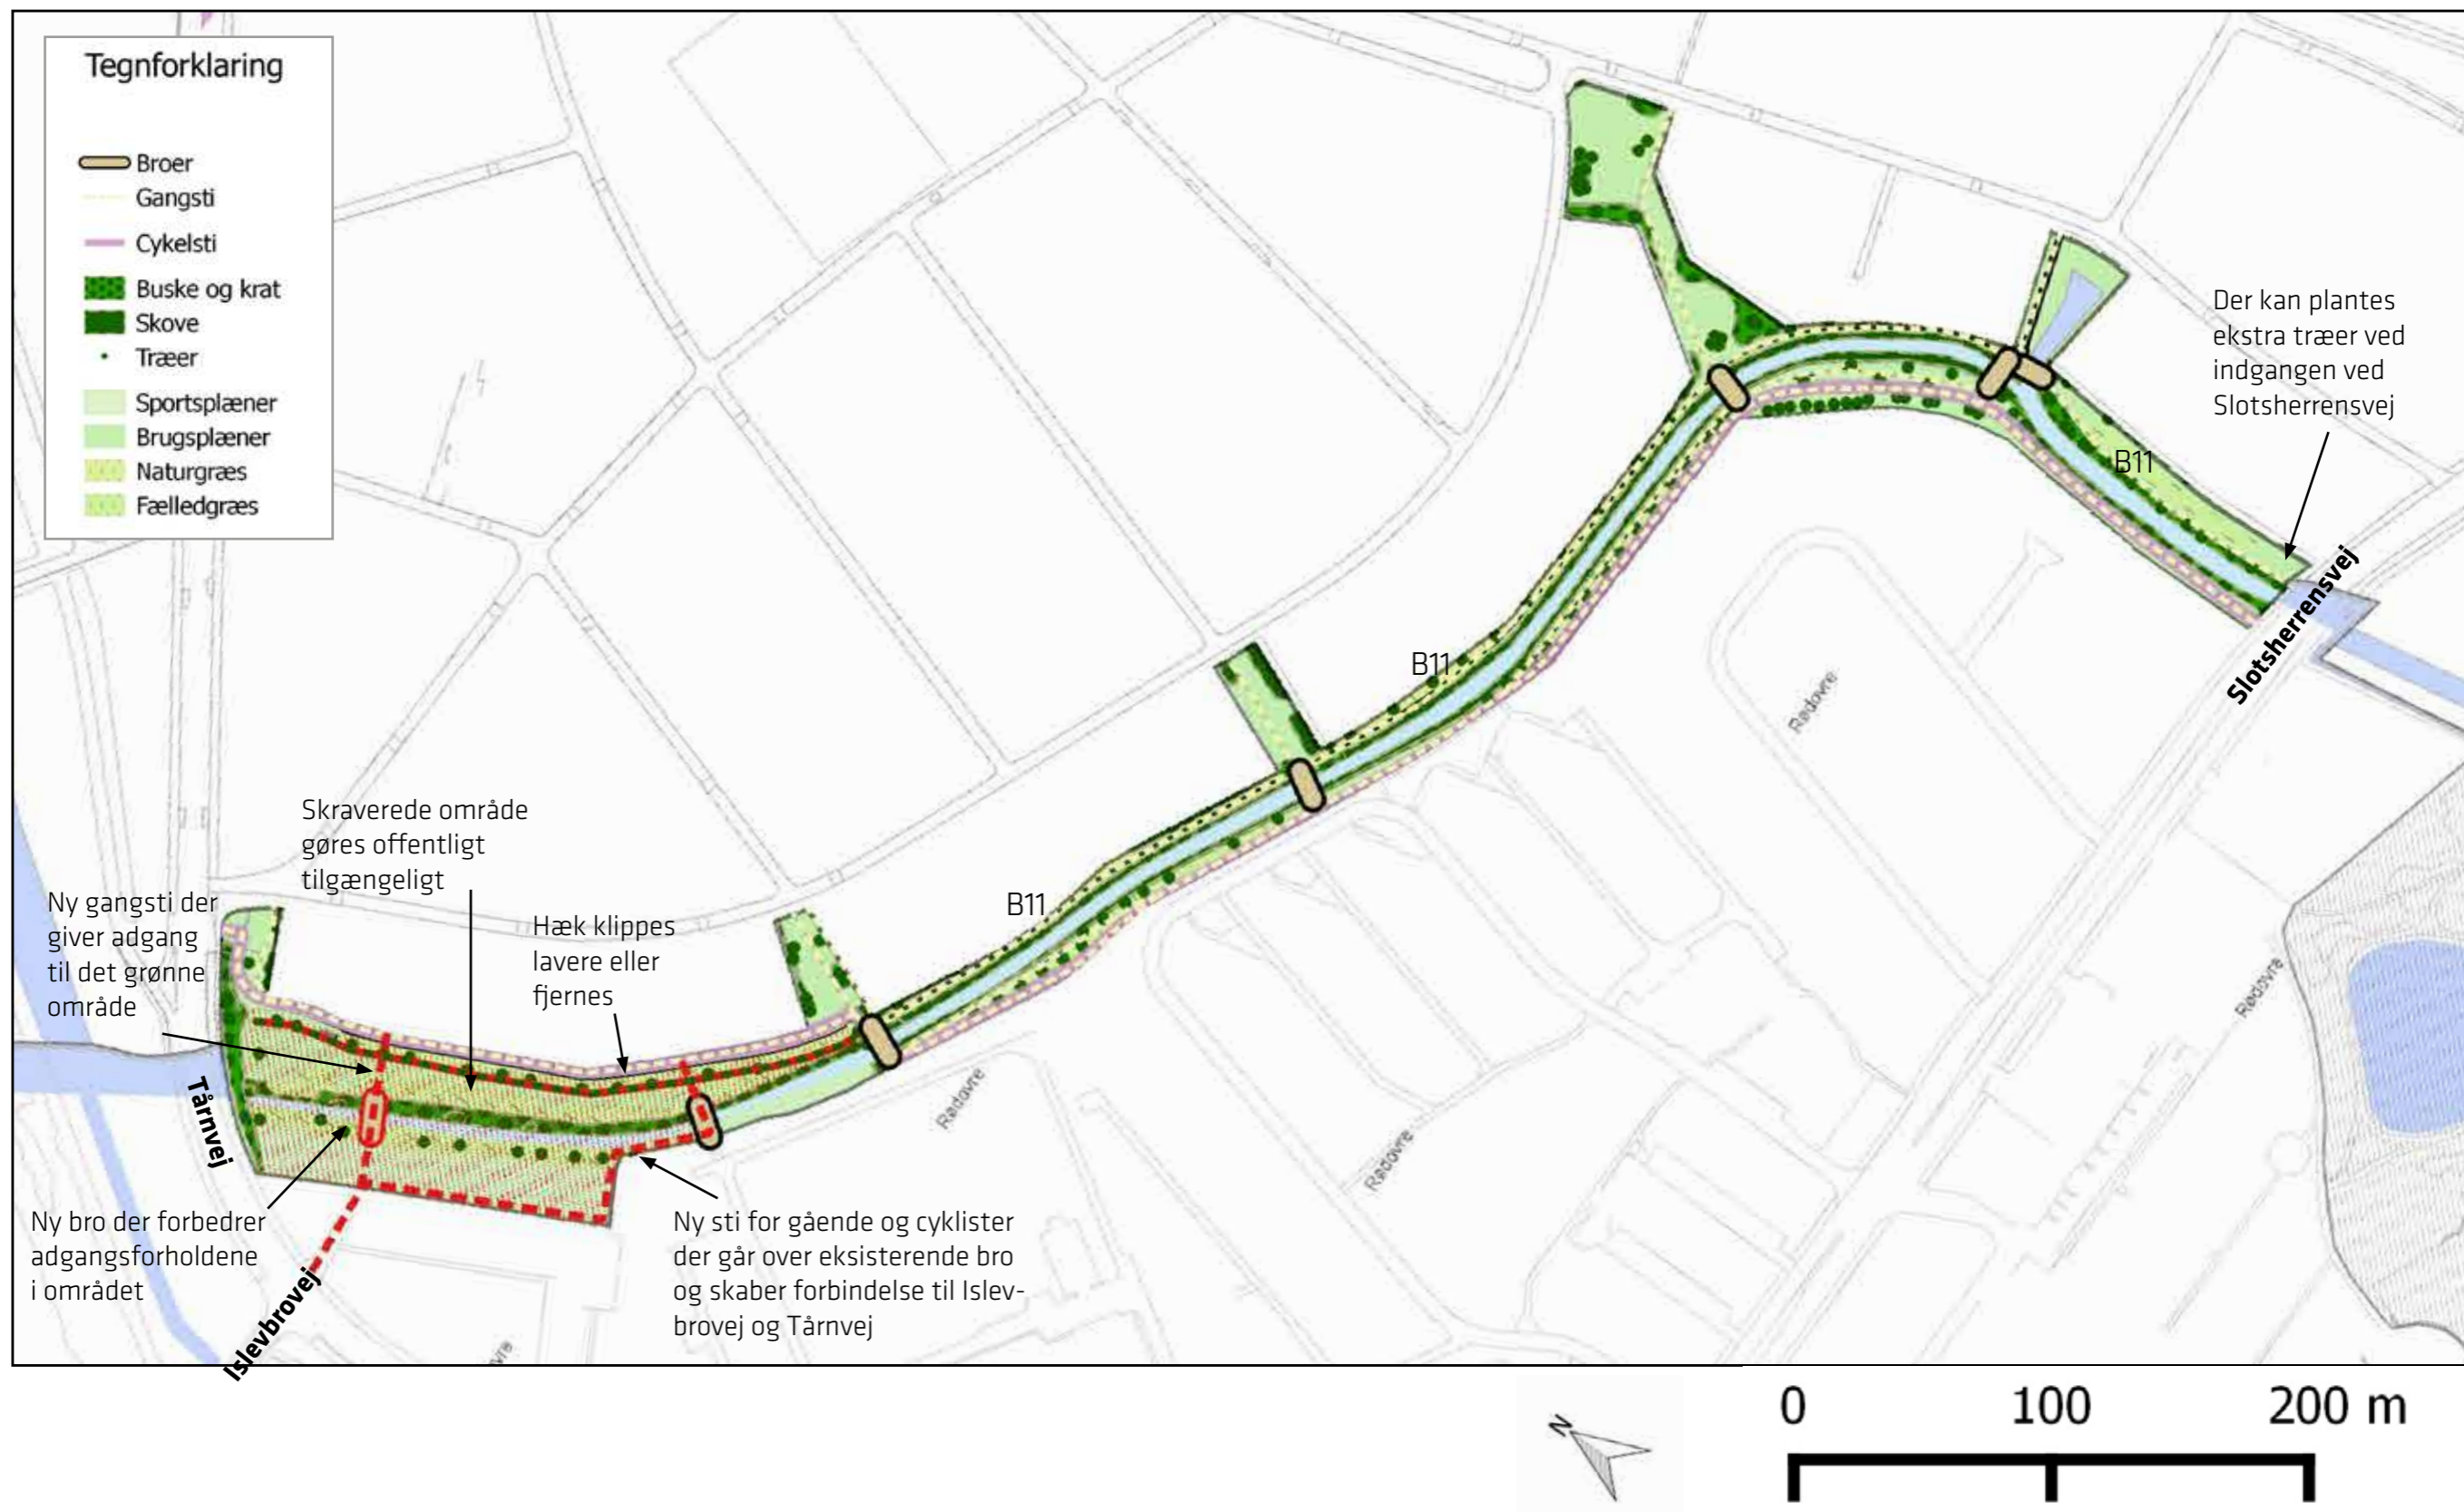 Tegnforklaring
Broer
Gangsti
Cykelsti
Buske og krat
Skove
Træer
Sportsplæner
Brugsplæner
Naturgræs
Fælledgræs
Der kan plantes
ekstra træer ved
indgangen ved
Slotsherrensvej
B11
Slotsherrensvej
B11
Rødovre
Skraverede område
gøres offentligt
tilgængeligt
B11
Ny gangsti der
giver adgang
til det grønne
område
Hæk klippes
lavere eller
fjernes
Rødovre
Rødovre
Rødovre
Tårnvej
Ny bro der forbedrer
adgangsforholdene
i området
Islevbrovej
Ny sti for gående og cyklister
der går over eksisterende bro
og skaber forbindelse til Islev-
brovej og Tårnvej
vre
N
0 100 200 m